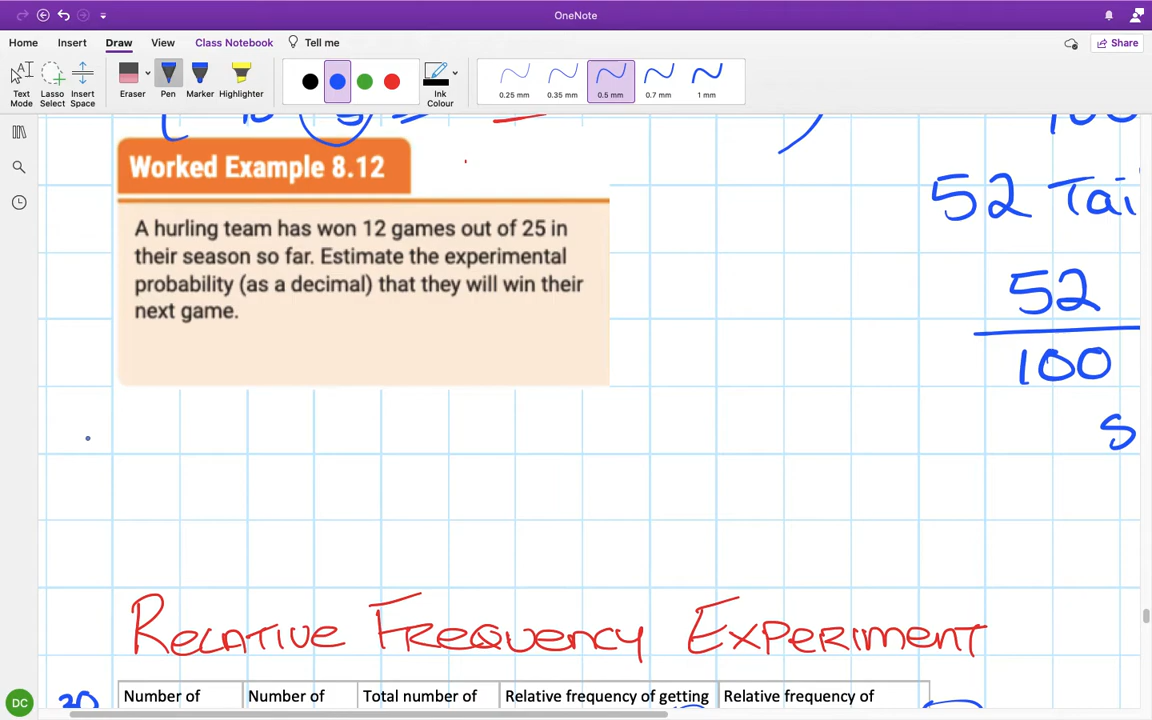 OneNote
Home Insert Draw View Class Notebook Tell me
Share
Text Mode
Lasso Select
Insert Space
Eraser
Pen
Marker
Highlighter
Ink Colour
0.25 mm
0.35 mm
0.5 mm
0.7 mm
1 mm
Worked Example 8.12
A hurling team has won 12 games out of 25 in
their season so far. Estimate the experimental
probability (as a decimal) that they will win their
next game.
52 Tai
52
100
S
RELATIVE FREQUENCY EXPERIMENT
Number of
Number of
Total number of
Relative frequency of getting
Relative frequency of
DC